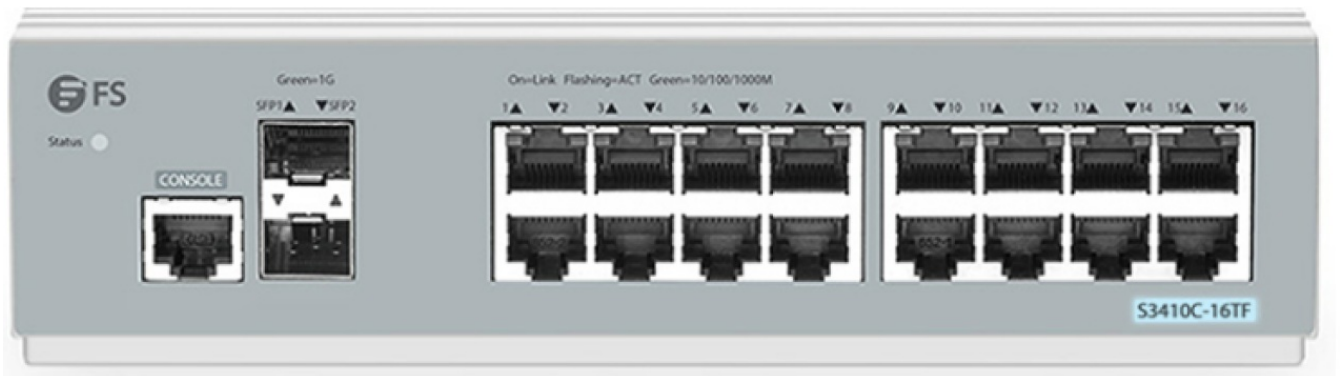 FS
Status
CONSOLE
Green=1G
SFP1▲ ▼SFP2
On=Link Flashing=ACT Green=10/100/1000M
1▲ ▼2 3▲ ▼4 5▲ ▼6 7▲ ▼8 9▲ ▼10 11▲ ▼12 13▲ ▼14 15▲ ▼16
▼ ▲
S3410C-16TF